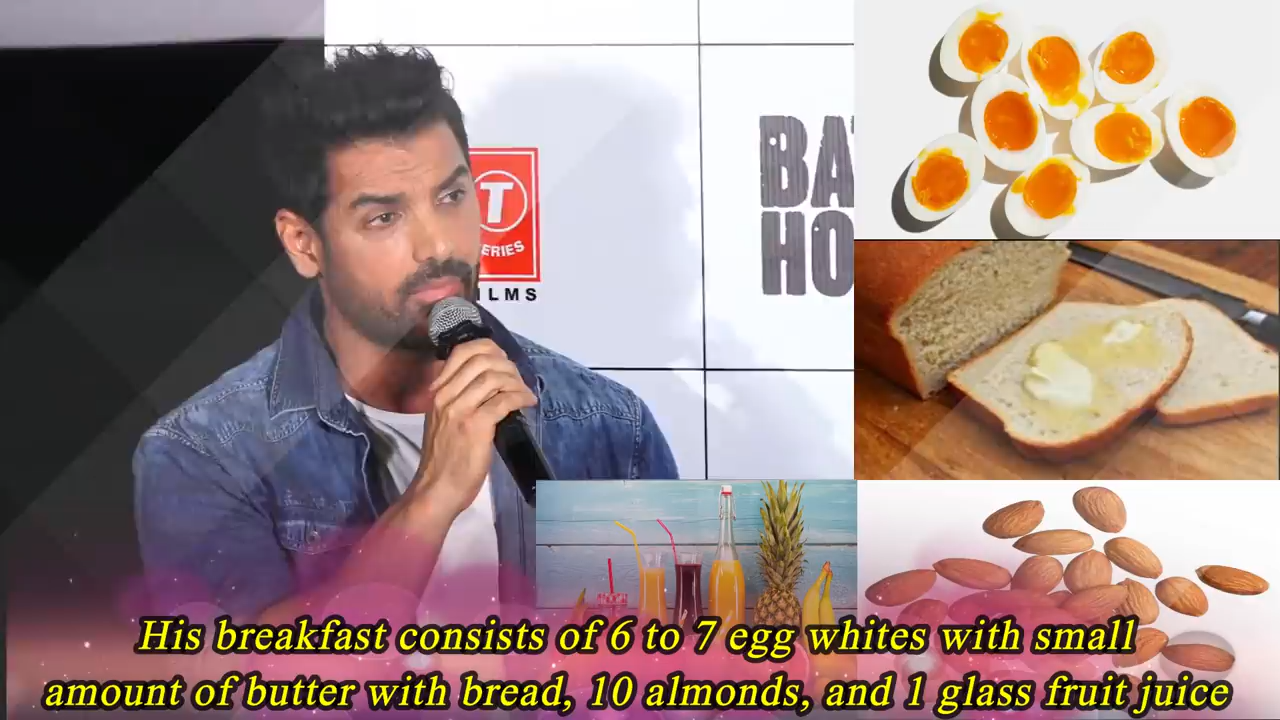 T
SERIES
FILMS
BA
HO
His breakfast consists of 6 to 7 egg whites with small
amount of butter with bread, 10 almonds, and 1 glass fruit juice